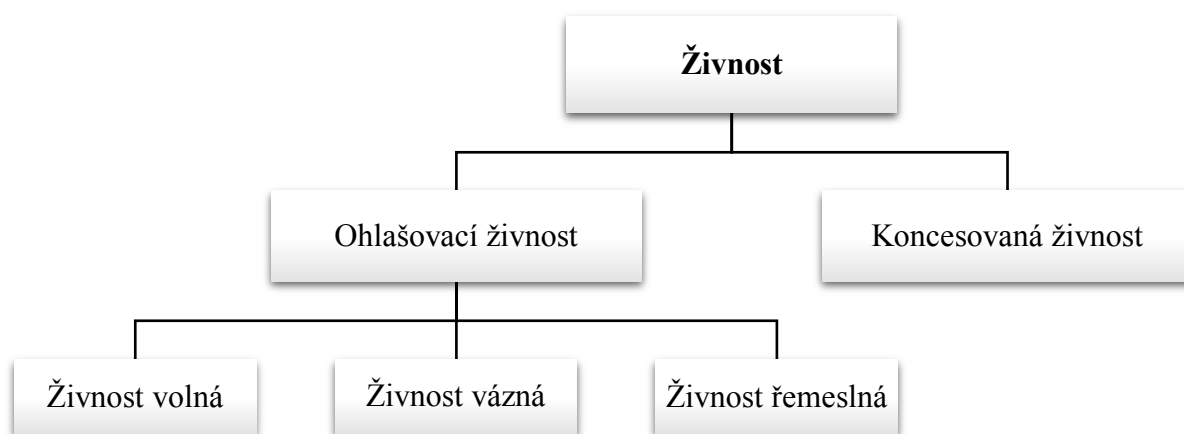 Živnost
Ohlašovací živnost
Koncesovaná živnost
Živnost volná
Živnost vázná
Živnost řemeslná